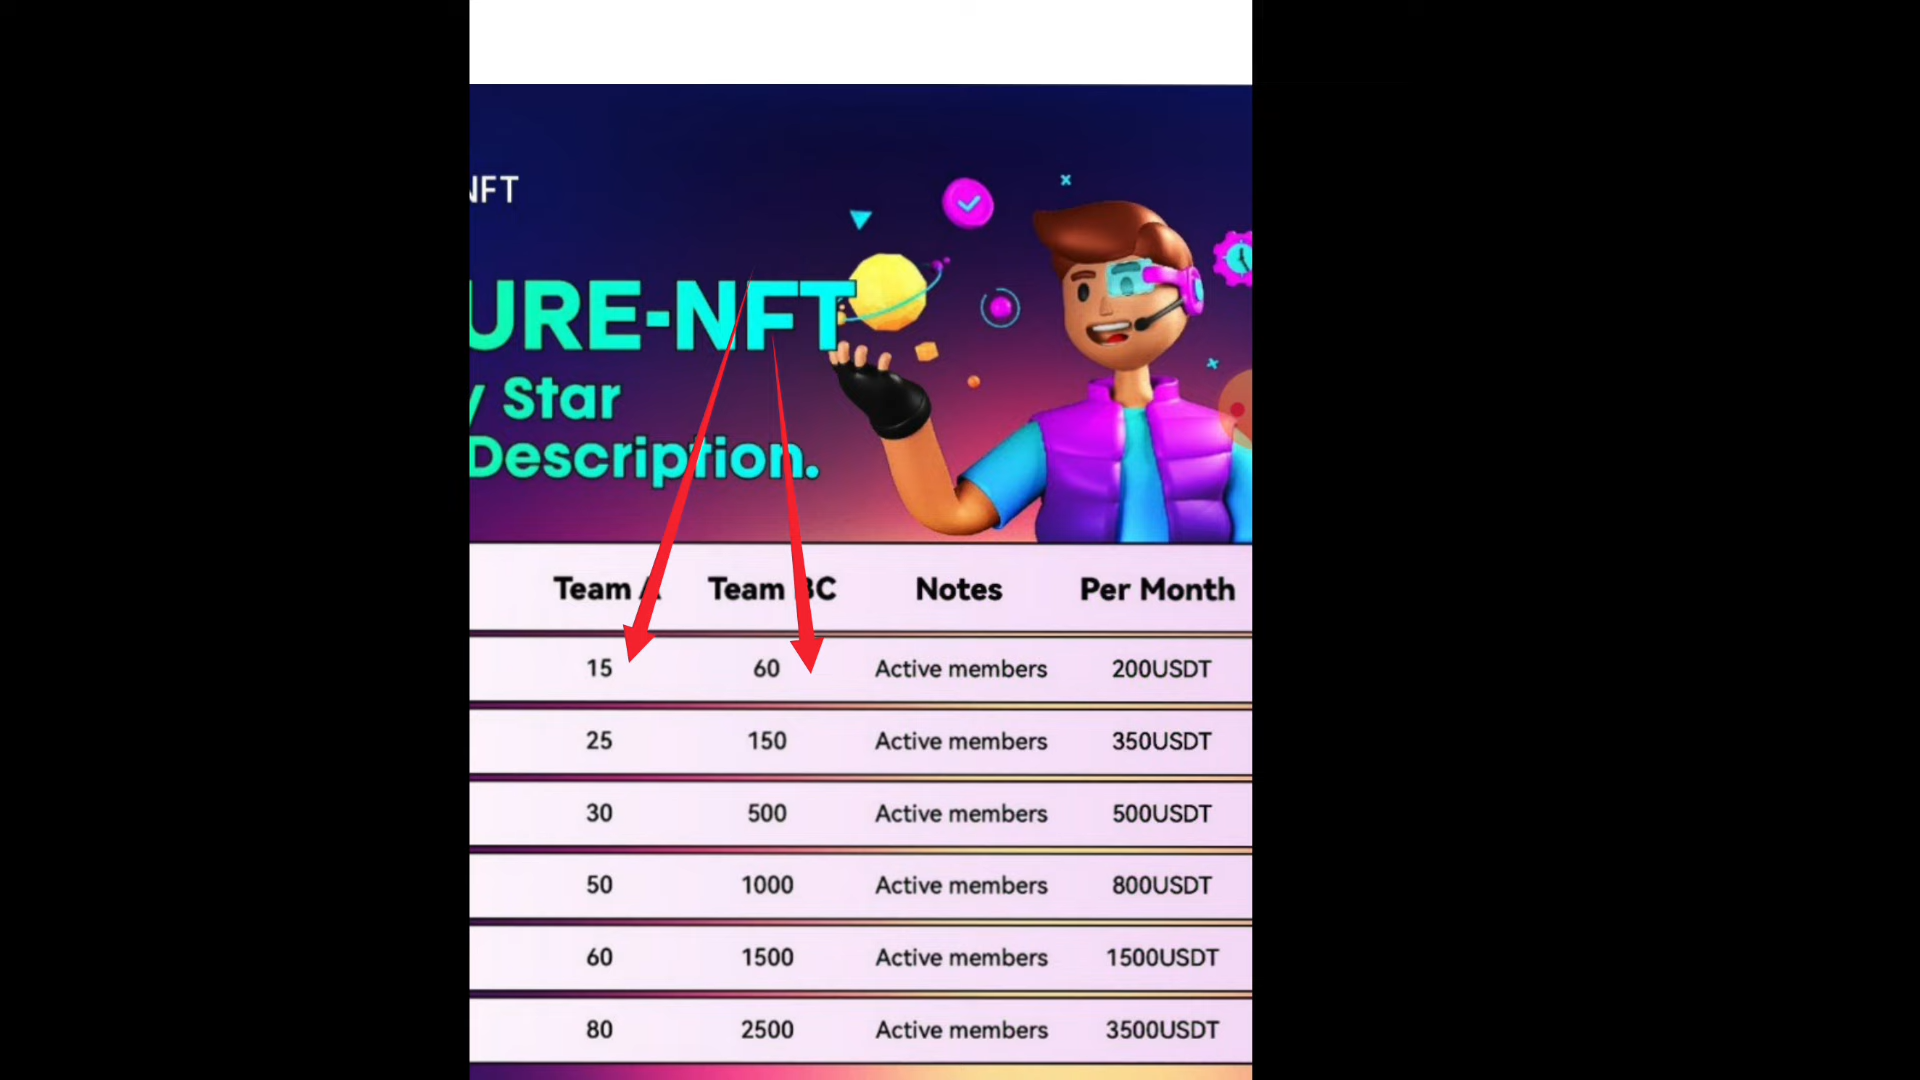 NFT
URE-NFT
y Star
Description.
Team A Team BC Notes Per Month
15 60 Active members 200USDT
25 150 Active members 350USDT
30 500 Active members 500USDT
50 1000 Active members 800USDT
60 1500 Active members 1500USDT
80 2500 Active members 3500USDT